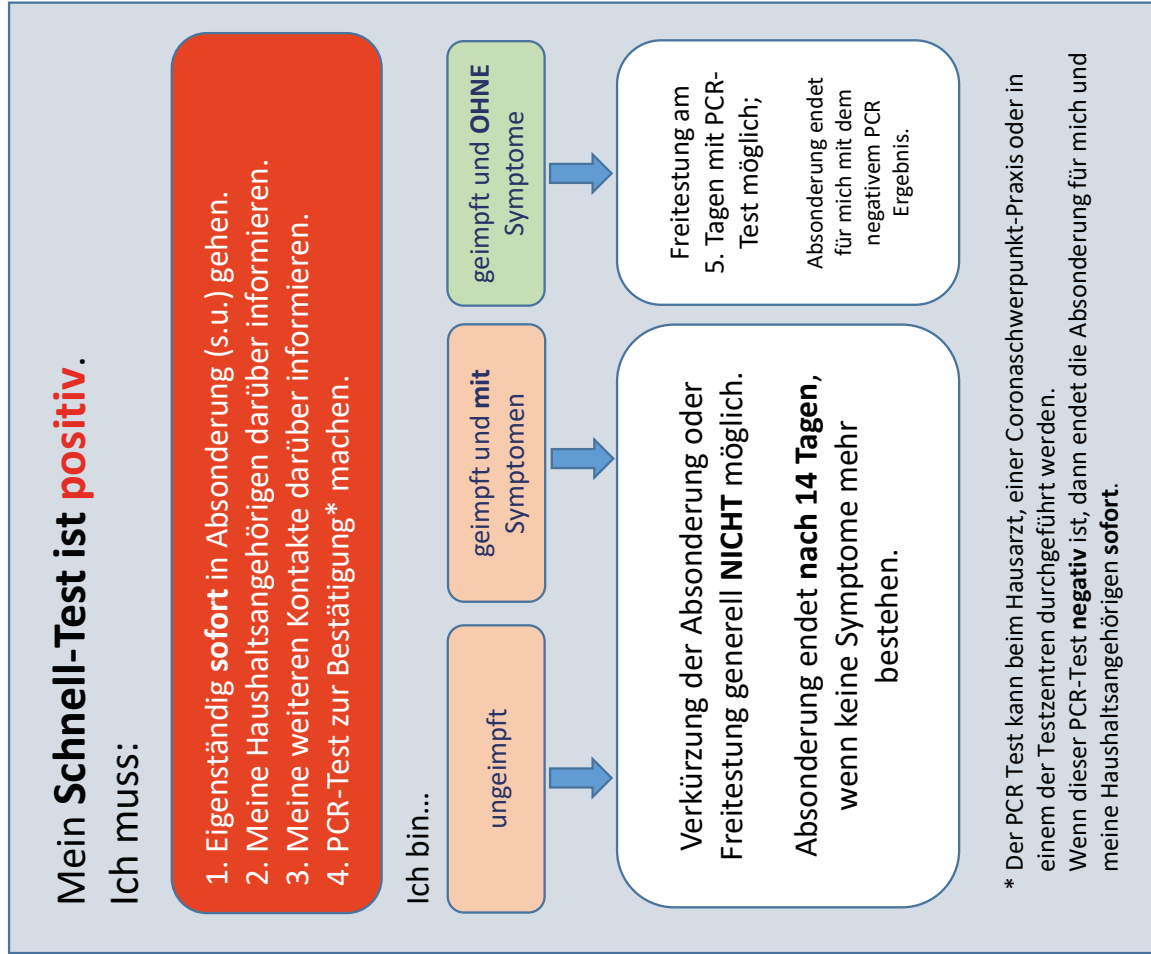 Mein Schnell-Test ist positiv.
Ich muss:
1. Eigenständig sofort in Absonderung (s.u.) gehen.
2. Meine Haushaltsangehörigen darüber informieren.
3. Meine weiteren Kontakte darüber informieren.
4. PCR-Test zur Bestätigung* machen.
Ich bin...
ungeimpft
geimpft und mit
Symptomen
geimpft und OHNE
Symptome
Verkürzung der Absonderung oder
Freitestung generell NICHT möglich.
Absonderung endet nach 14 Tagen,
wenn keine Symptome mehr
bestehen.
Freitestung am
5. Tagen mit PCR-
Test möglich;
Absonderung endet
für mich mit dem
negativem PCR
Ergebnis.
* Der PCR Test kann beim Hausarzt, einer Coronaschwerpunkt-Praxis oder in
einem der Testzentren durchgeführt werden.
Wenn dieser PCR-Test negativ ist, dann endet die Absonderung für mich und
meine Haushaltsangehörigen sofort.